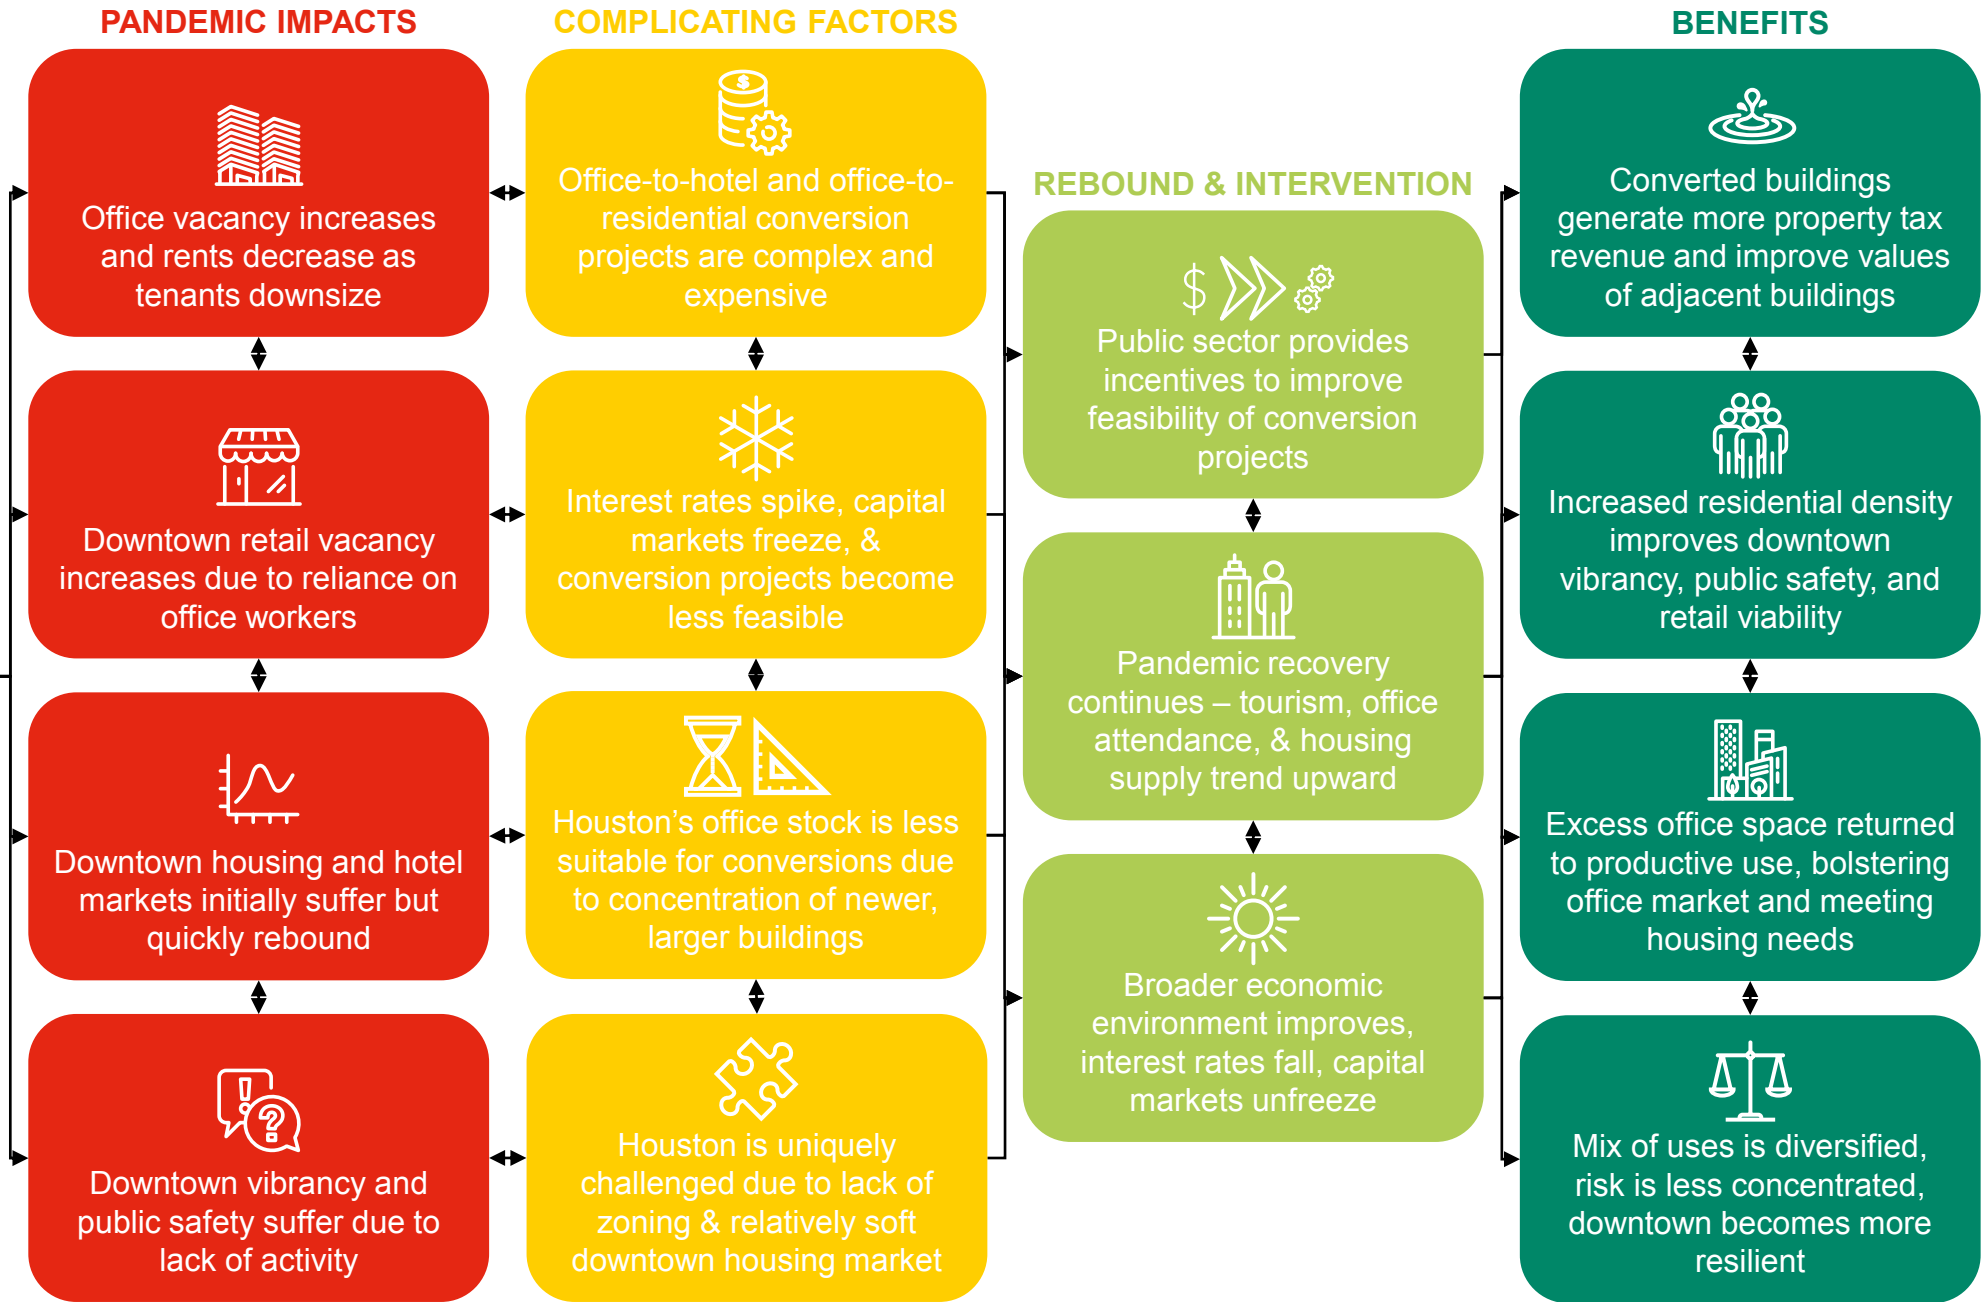 PANDEMIC IMPACTS
Office vacancy increases
and rents decrease as
tenants downsize
Downtown retail vacancy
increases due to reliance on
office workers
Downtown housing and hotel
markets initially suffer but
quickly rebound
Downtown vibrancy and
public safety suffer due to
lack of activity
COMPLICATING FACTORS
$
Office-to-hotel and office-to-
residential conversion
projects are complex and
expensive
Interest rates spike, capital
markets freeze, &
conversion projects become
less feasible
Houston's office stock is less
suitable for conversions due
to concentration of newer,
larger buildings
Houston is uniquely
challenged due to lack of
zoning & relatively soft
downtown housing market
REBOUND & INTERVENTION
$
Public sector provides
incentives to improve
feasibility of conversion
projects
Pandemic recovery
continues – tourism, office
attendance, & housing
supply trend upward
Broader economic
environment improves,
interest rates fall, capital
markets unfreeze
BENEFITS
Converted buildings
generate more property tax
revenue and improve values
of adjacent buildings
Increased residential density
improves downtown
vibrancy, public safety, and
retail viability
Excess office space returned
to productive use, bolstering
office market and meeting
housing needs
Mix of uses is diversified,
risk is less concentrated,
downtown becomes more
resilient